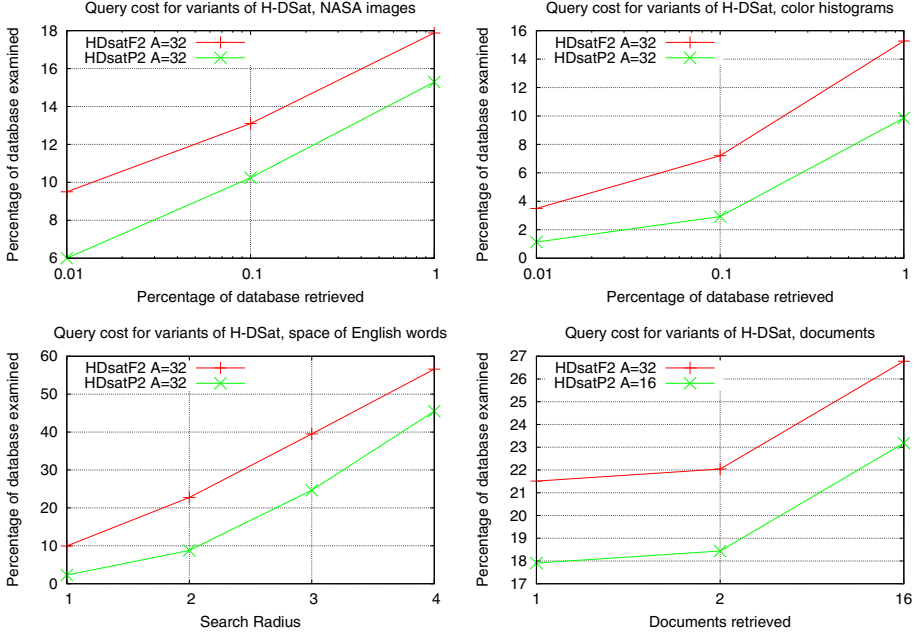 Query cost for variants of H-DSat, NASA images
Percentage of database examined
18
16
14
12
10
8
6
HDsatF2 A=32
HDsatP2 A=32
0.01
0.1
1
Percentage of database retrieved
Query cost for variants of H-DSat, color histograms
Percentage of database examined
16
14
12
10
8
6
4
2
0
HDsatF2 A=32
HDsatP2 A=32
0.01
0.1
1
Percentage of database retrieved
Query cost for variants of H-DSat, space of English words
Percentage of database examined
60
50
40
30
20
10
0
HDsatF2 A=32
HDsatP2 A=32
1
2
3
4
Search Radius
Query cost for variants of H-DSat, documents
Percentage of database examined
27
26
25
24
23
22
21
20
19
18
17
HDsatF2 A=32
HDsatP2 A=16
1
2
16
Documents retrieved